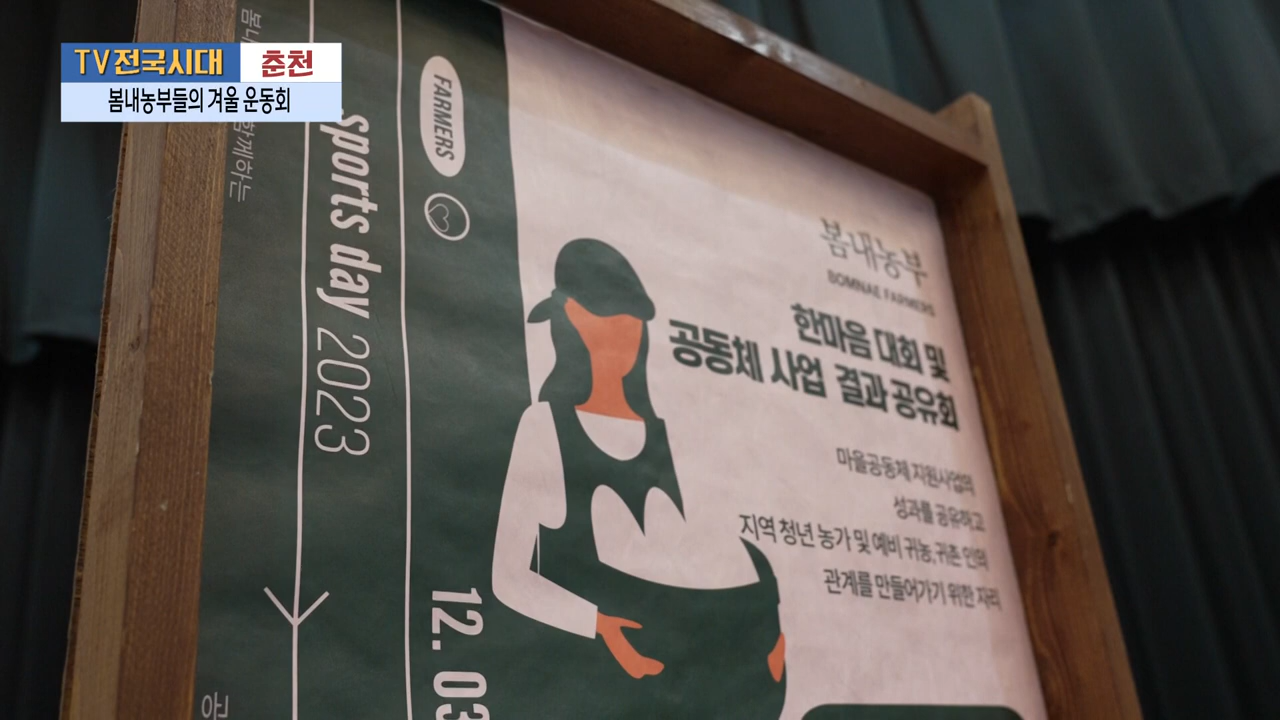 TV전국시대 춘천
봄내농부들의 겨울 운동회
함께하는
sports day 2023
FARMERS
12. 03
봄내농부
BOMNAE FARMERS
한마음 대회 및
공동체 사업 결과 공유회
마을공동체 지원사업의
성과를 공유하고
지역 청년 농가 및 예비 귀농,귀촌 인의
관계를 만들어가기 위한 자리